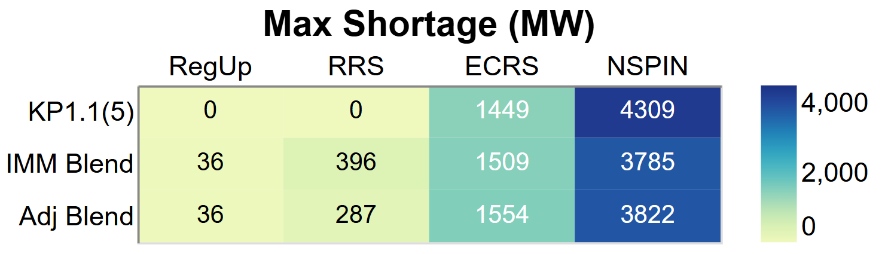 Max Shortage (MW)
RegUp RRS ECRS NSPIN
KP1.1(5) 0 0 1449 4309
IMM Blend 36 396 1509 3785
Adj Blend 36 287 1554 3822
4,000
2,000
0